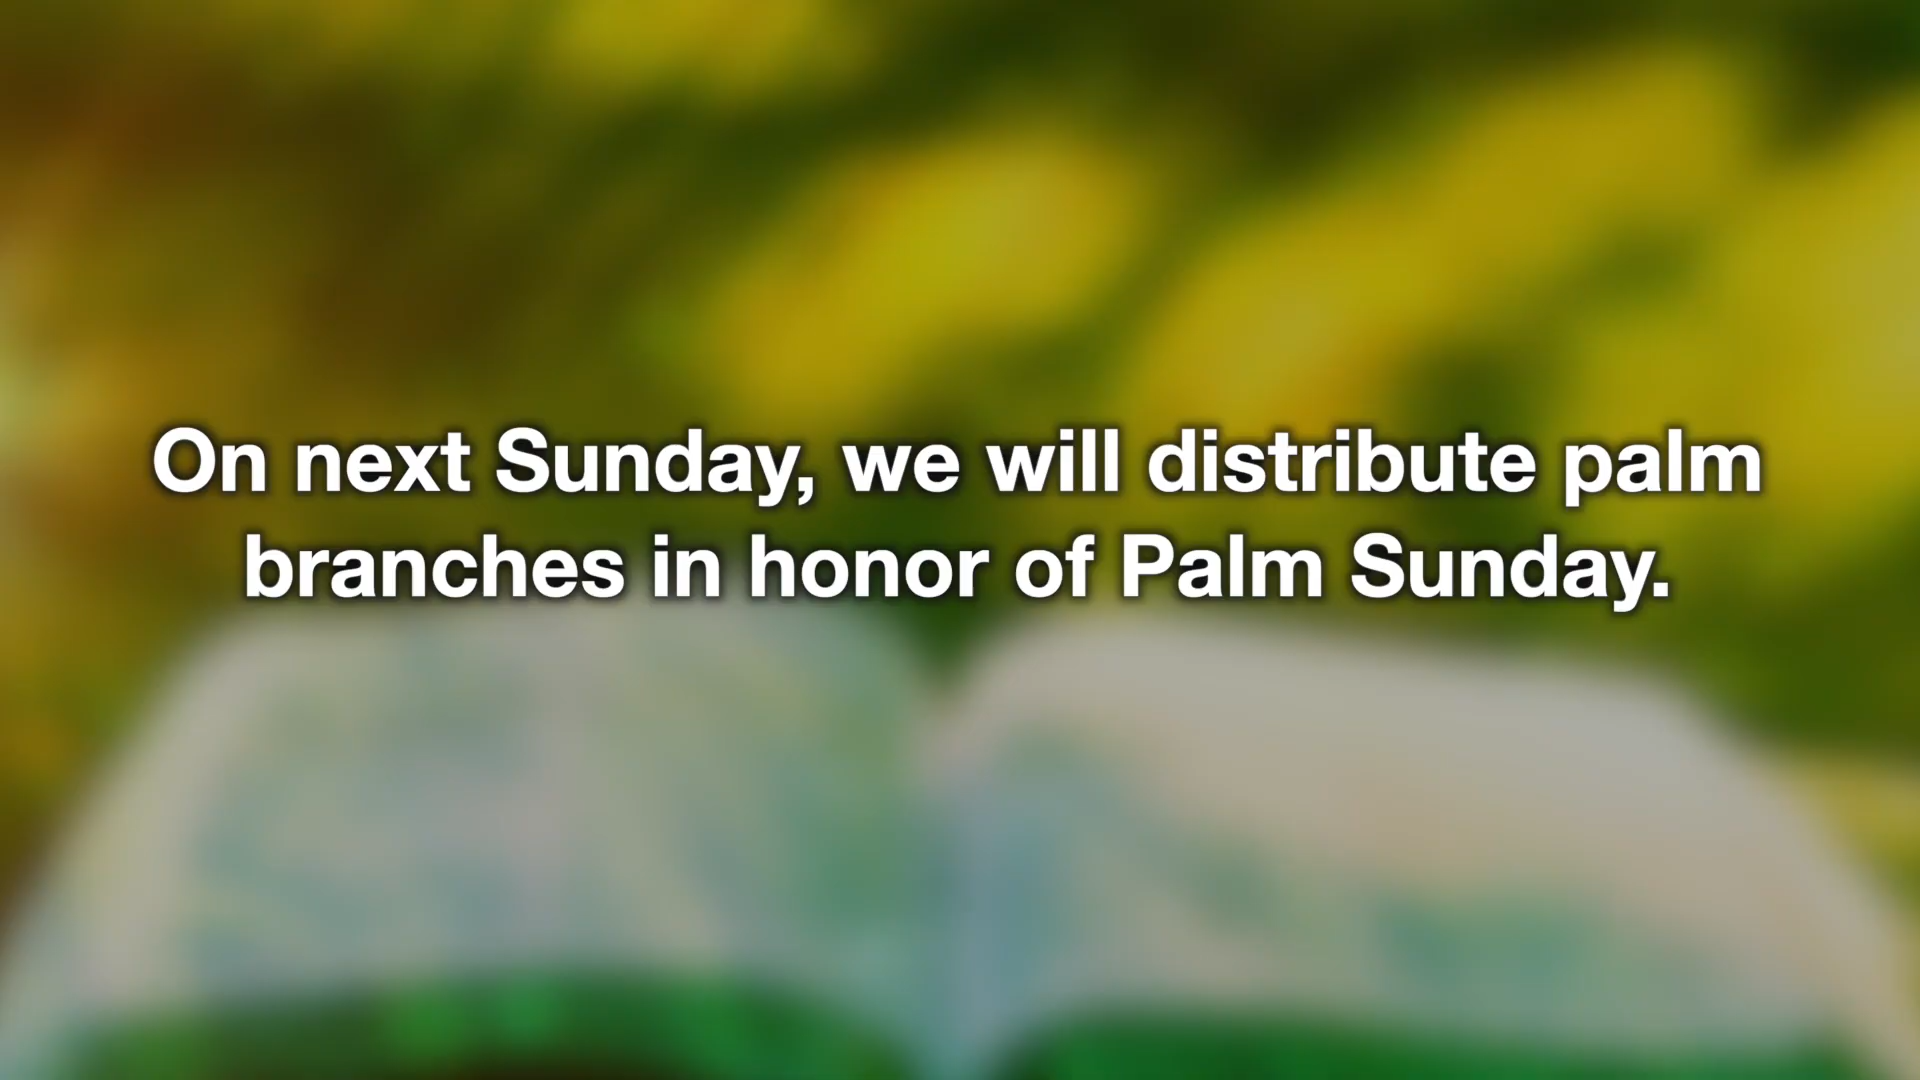 On next Sunday, we will distribute palm
branches in honor of Palm Sunday.